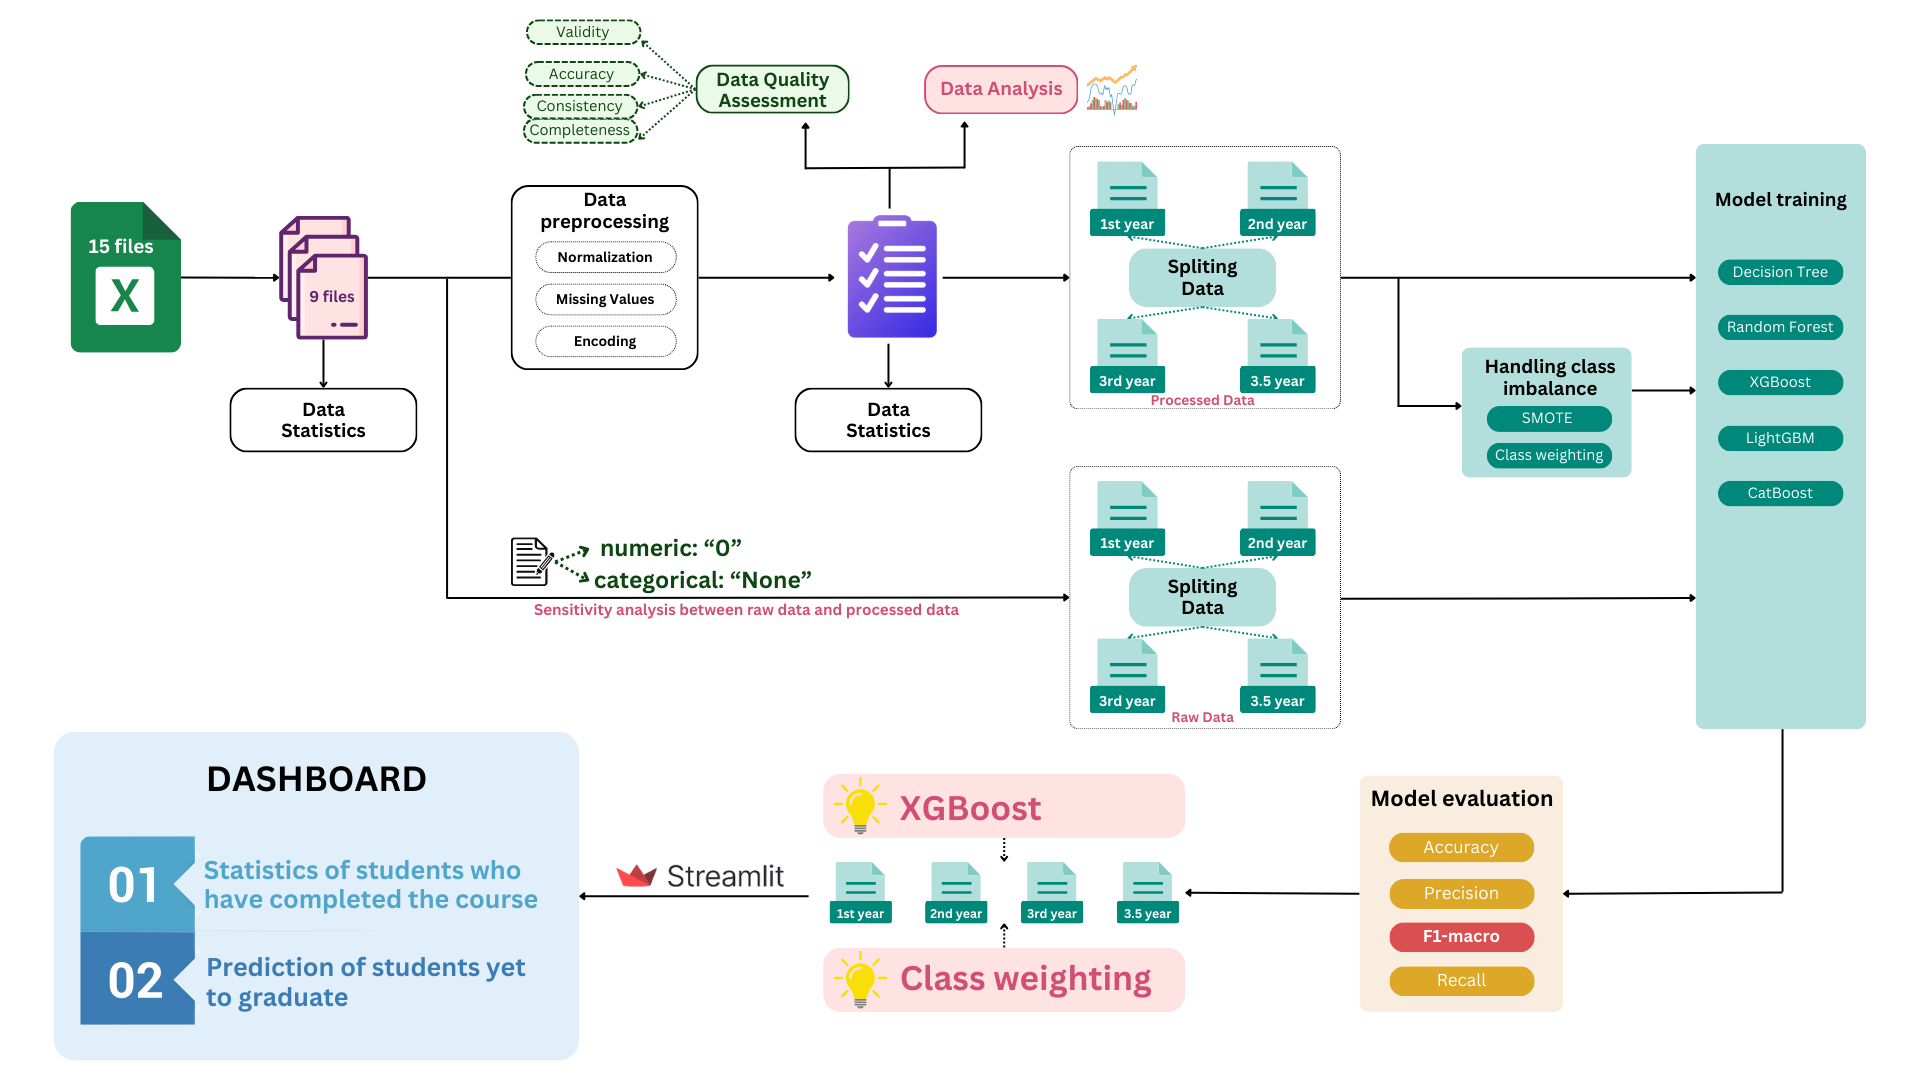 Validity
Accuracy
Consistency
Completeness
Data Quality
Assessment
Data Analysis
15 files
X
9 files
Data
Statistics
Data
preprocessing
Normalization
Missing Values
Encoding
Data
Statistics
1st year
2nd year
Spliting
Data
3rd year
3.5 year
Processed Data
Handling class
imbalance
SMOTE
Class weighting
Model training
Decision Tree
Random Forest
XGBoost
LightGBM
CatBoost
numeric: “0”
categorical: “None”
Sensitivity analysis between raw data and processed data
1st year
2nd year
Spliting
Data
3rd year
3.5 year
Raw Data
Model evaluation
Accuracy
Precision
F1-macro
Recall
XGBoost
1st year
2nd year
3rd year
3.5 year
Class weighting
Streamlit
DASHBOARD
01
Statistics of students who
have completed the course
02
Prediction of students yet
to graduate